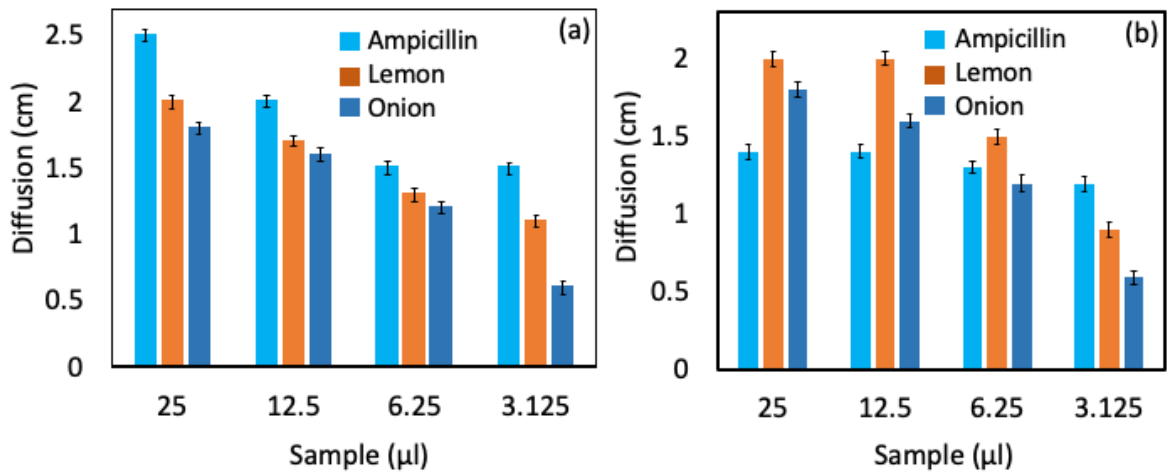 (a)
Ampicillin
Lemon
Onion
Diffusion (cm)
2.5
2
1.5
1
0.5
0
25 12.5 6.25 3.125
Sample (µl)
(b)
Ampicillin
Lemon
Onion
Diffusion (cm)
2
1.5
1
0.5
0
25 12.5 6.25 3.125
Sample (µl)